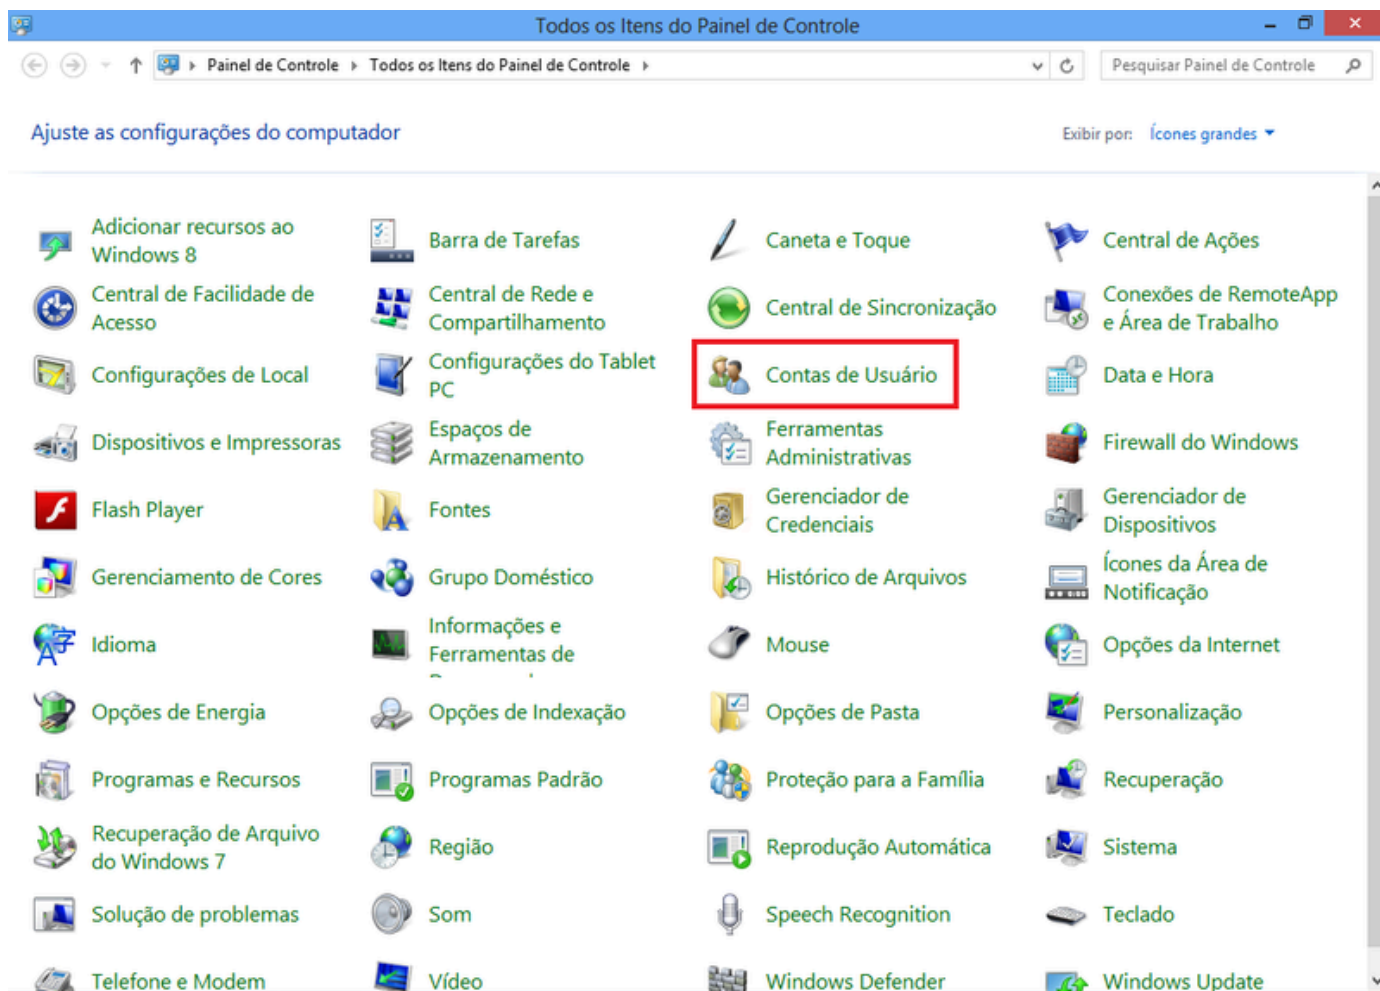 Todos os Itens do Painel de Controle
Painel de Controle
Todos os Itens do Painel de Controle
Pesquisar Painel de Controle
Ajuste as configurações do computador
Exibir por:
Ícones grandes
Adicionar recursos ao
Windows 8
Barra de Tarefas
Caneta e Toque
Central de Ações
Central de Facilidade de
Acesso
Central de Rede e
Compartilhamento
Central de Sincronização
Conexões de RemoteApp
e Área de Trabalho
Configurações de Local
Configurações do Tablet
PC
Contas de Usuário
Data e Hora
Dispositivos e Impressoras
Espaços de
Armazenamento
Ferramentas
Administrativas
Firewall do Windows
Flash Player
Fontes
Gerenciador de
Credenciais
Gerenciador de
Dispositivos
Gerenciamento de Cores
Grupo Doméstico
Histórico de Arquivos
Ícones da Área de
Notificação
Idioma
Informações e
Ferramentas de
Mouse
Opções da Internet
Opções de Energia
Opções de Indexação
Opções de Pasta
Personalização
Programas e Recursos
Programas Padrão
Proteção para a Família
Recuperação
Recuperação de Arquivo
do Windows 7
Região
Reprodução Automática
Sistema
Solução de problemas
Som
Speech Recognition
Teclado
Telefone e Modem
Vídeo
Windows Defender
Windows Update